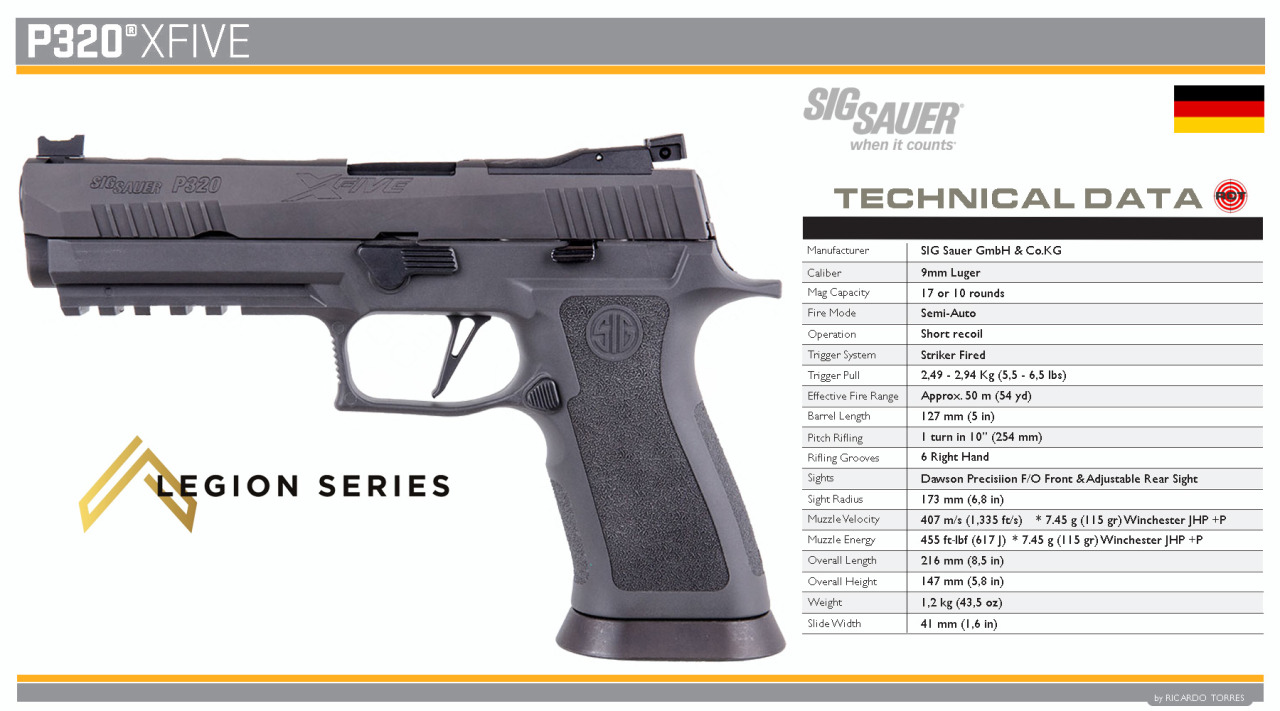 P320® XFIVE
SIG SAUER®
when it counts™
SIG SAUER P320 XFIVE
SIG
TECHNICAL DATA
RCT
Manufacturer SIG Sauer GmbH & Co.KG
Caliber 9mm Luger
Mag Capacity 17 or 10 rounds
Fire Mode Semi-Auto
Operation Short recoil
Trigger System Striker Fired
Trigger Pull 2,49 - 2,94 Kg (5,5 - 6,5 lbs)
Effective Fire Range Approx. 50 m (54 yd)
Barrel Length 127 mm (5 in)
Pitch Rifling 1 turn in 10” (254 mm)
Rifling Grooves 6 Right Hand
Sights Dawson Precisiion F/O Front & Adjustable Rear Sight
Sight Radius 173 mm (6,8 in)
Muzzle Velocity 407 m/s (1,335 ft/s) * 7.45 g (115 gr) Winchester JHP +P
Muzzle Energy 455 ft-lbf (617 J) * 7.45 g (115 gr) Winchester JHP +P
Overall Length 216 mm (8,5 in)
Overall Height 147 mm (5,8 in)
Weight 1,2 kg (43,5 oz)
Slide Width 41 mm (1,6 in)
LEGION SERIES
by RICARDO TORRES